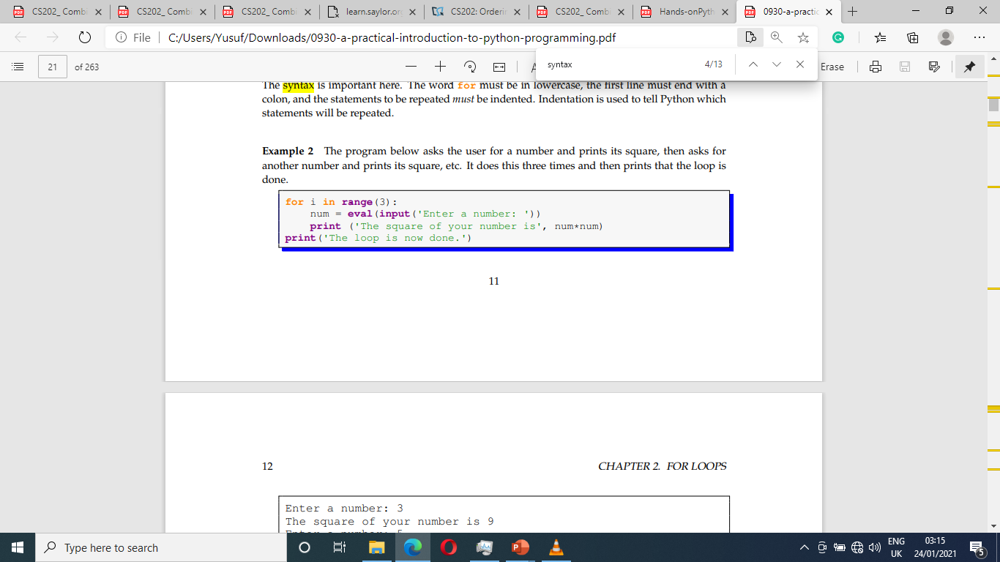 CS202_ Combi
CS202_ Combi
CS202_ Combi
learn.saylor.or
CS202: Orderin
CS202_ Combi
Hands-onPyth
0930-a-practic
File
C:/Users/Yusuf/Downloads/0930-a-practical-introduction-to-python-programming.pdf
21 of 263
syntax
4/13
Erase
The syntax is important here. The word for must be in lowercase, the first line must end with a
colon, and the statements to be repeated must be indented. Indentation is used to tell Python which
statements will be repeated.
Example 2 The program below asks the user for a number and prints its square, then asks for
another number and prints its square, etc. It does this three times and then prints that the loop is
done.
for i in range(3):
    num = eval(input('Enter a number: '))
    print ('The square of your number is', num*num)
print('The loop is now done.')
11
12
CHAPTER 2. FOR LOOPS
Enter a number: 3
The square of your number is 9
Enter a number: 5
Type here to search
ENG
UK
03:15
24/01/2021
5